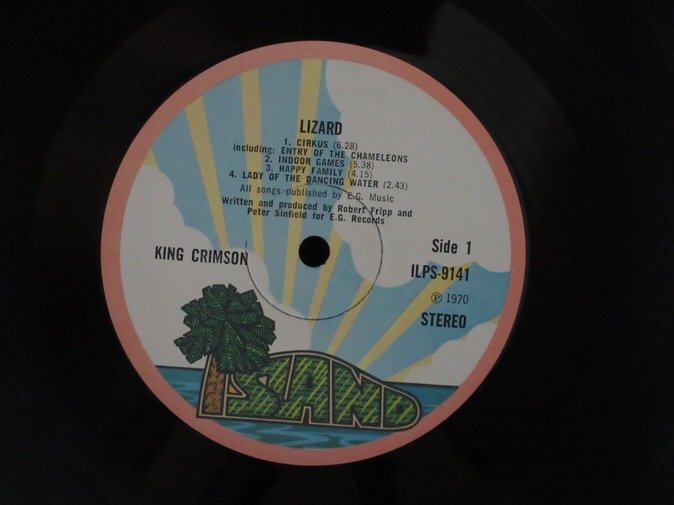 LIZARD
1. CIRKUS (6.28)
including: ENTRY OF THE CHAMELEONS
2. INDOOR GAMES (5.38)
3. HAPPY FAMILY (4.15)
4. LADY OF THE DANCING WATER (2.43)
All songs published by E.G. Music
Written and produced by Robert Fripp and
Peter Sinfield for E.G. Records
KING CRIMSON
Side 1
ILPS-9141
Ⓟ 1970
STEREO
ISLAND